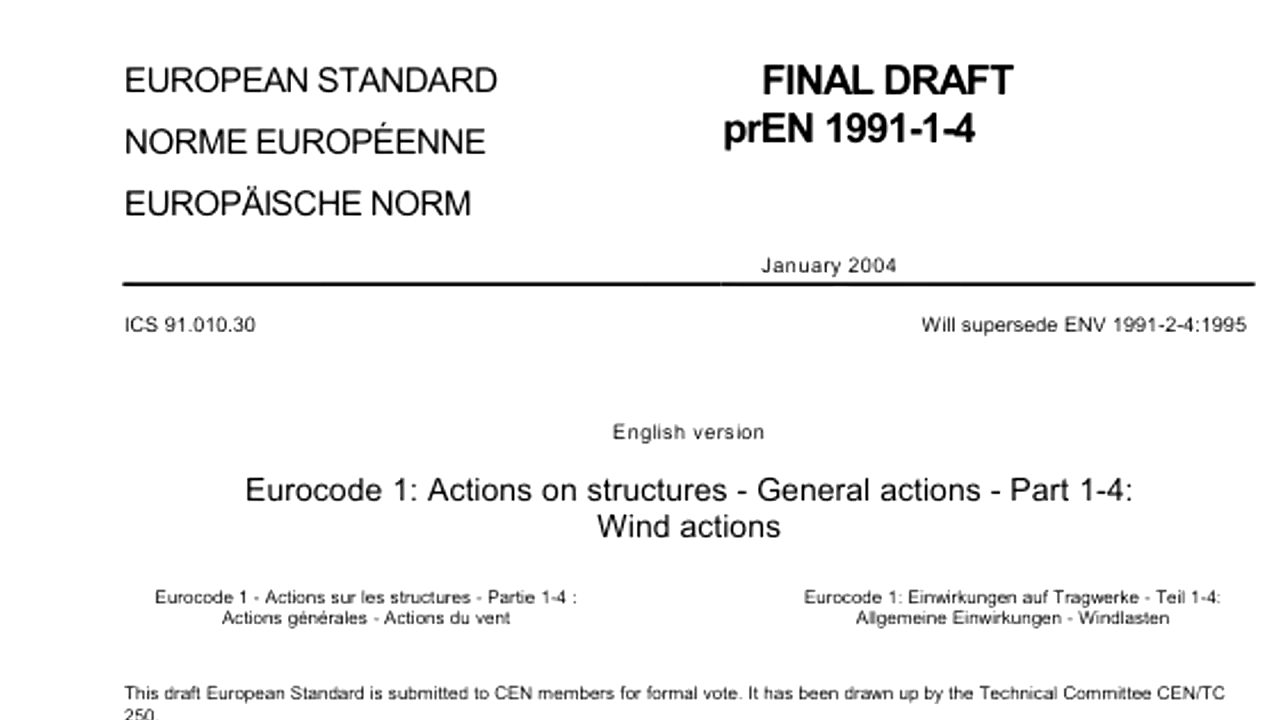 EUROPEAN STANDARD
NORME EUROPÉENNE
EUROPÄISCHE NORM
FINAL DRAFT
prEN 1991-1-4
January 2004
ICS 91.010.30
Will supersede ENV 1991-2-4:1995
English version
Eurocode 1: Actions on structures - General actions - Part 1-4:
Wind actions
Eurocode 1 - Actions sur les structures - Partie 1-4 :
Actions générales - Actions du vent
Eurocode 1: Einwirkungen auf Tragwerke - Teil 1-4:
Allgemeine Einwirkungen - Windlasten
This draft European Standard is submitted to CEN members for formal vote. It has been drawn up by the Technical Committee CEN/TC
250.